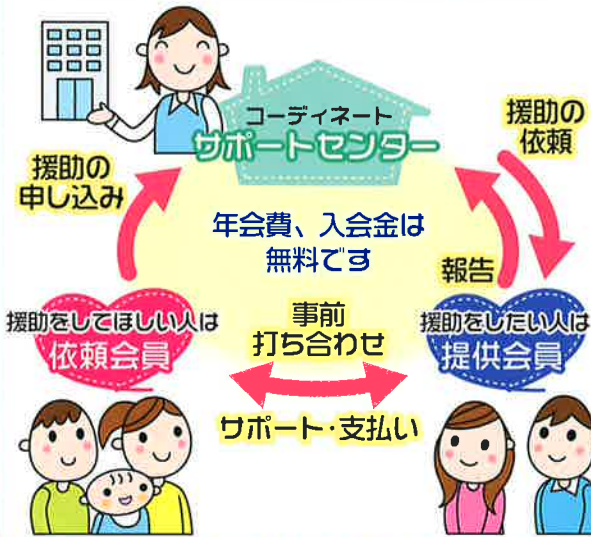 コーディネート
サポートセンター
援助の
依頼
援助の
申し込み
年会費、入会金は
無料です
報告
援助をしてほしい人は
依頼会員
事前
打ち合わせ
援助をしたい人は
提供会員
サポート・支払い